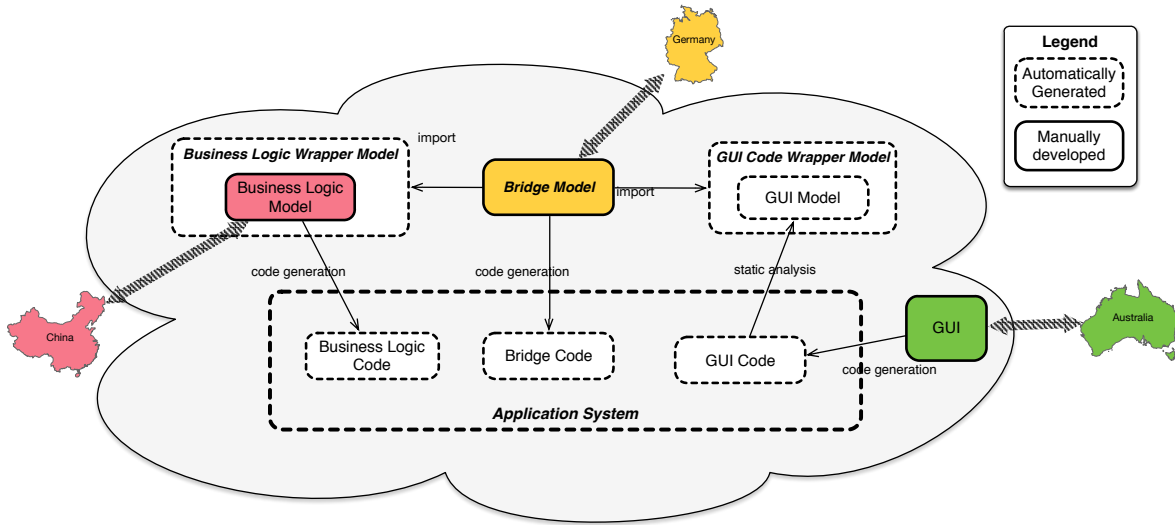 Germany
Legend
Automatically
Generated
Manually
developed
import
Business Logic Wrapper Model
Business Logic
Model
Bridge Model
import
GUI Code Wrapper Model
GUI Model
code generation
code generation
static analysis
China
Business Logic
Code
Bridge Code
GUI Code
GUI
Australia
code generation
Application System